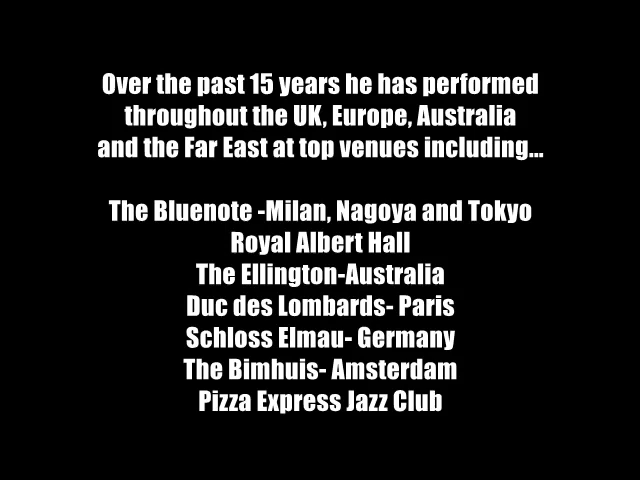 Over the past 15 years he has performed
throughout the UK, Europe, Australia
and the Far East at top venues including...
The Bluenote -Milan, Nagoya and Tokyo
Royal Albert Hall
The Ellington-Australia
Duc des Lombards- Paris
Schloss Elmau- Germany
The Bimhuis- Amsterdam
Pizza Express Jazz Club